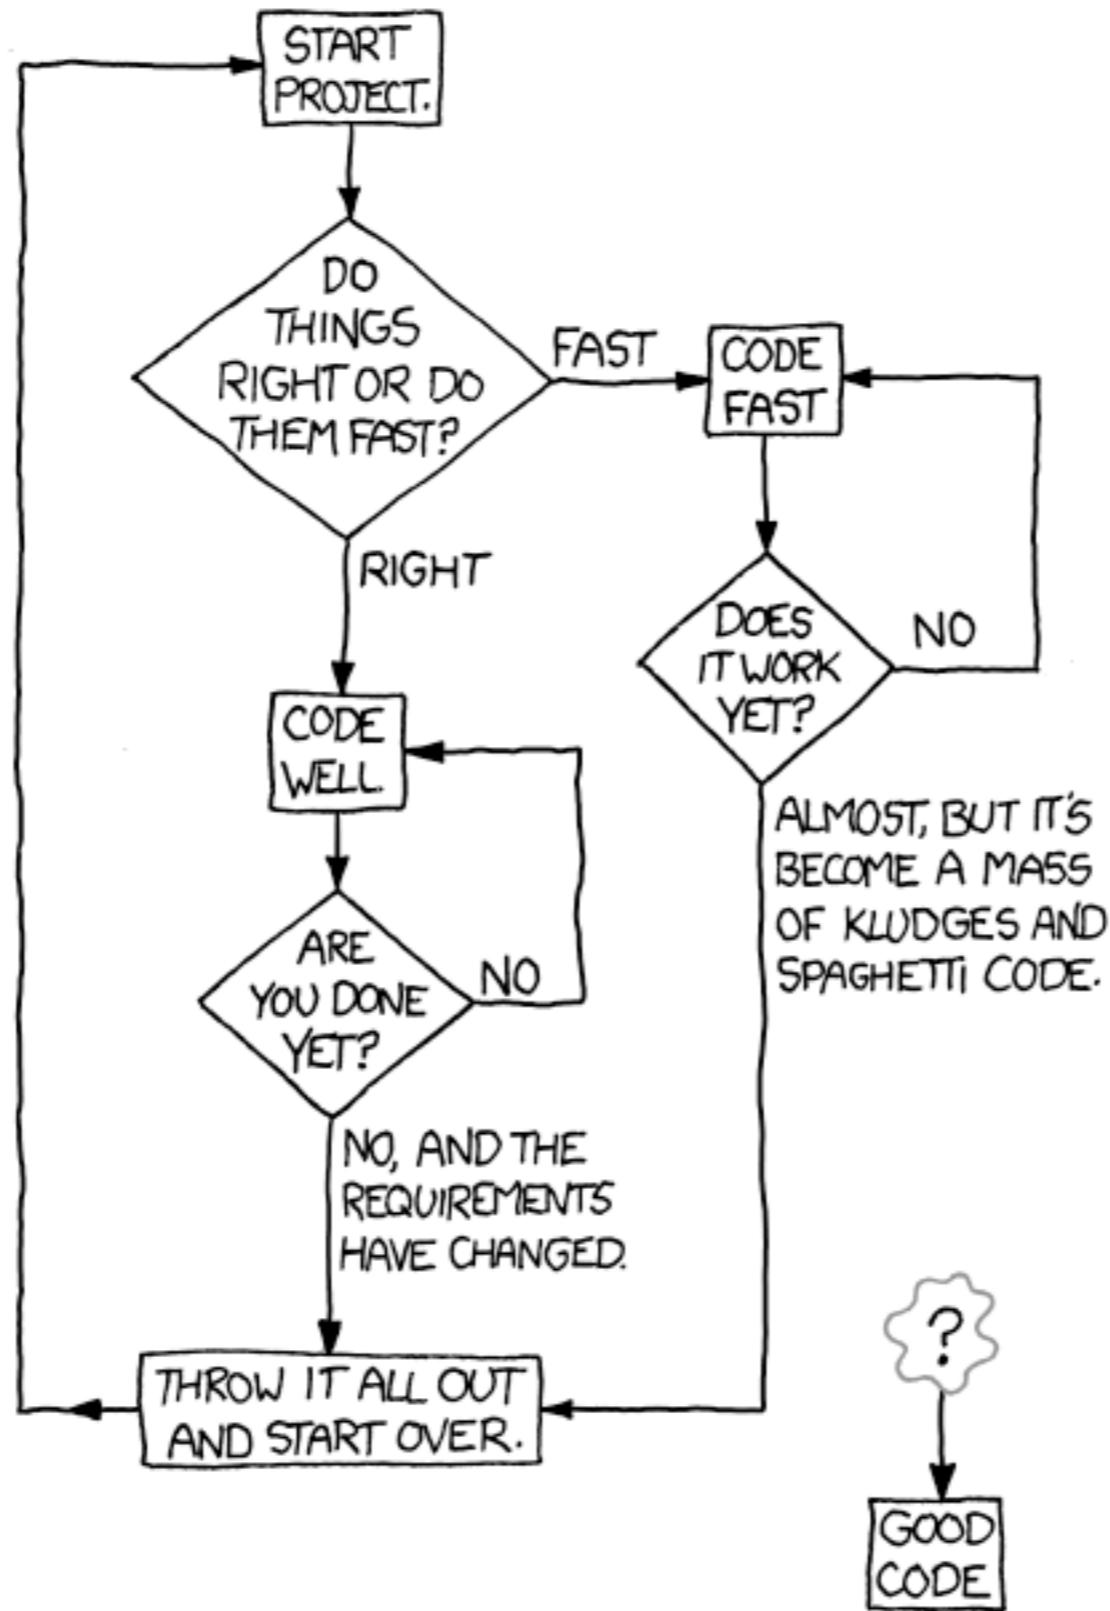 START
PROJECT.
DO
THINGS
RIGHT OR DO
THEM FAST?
FAST
CODE
FAST
RIGHT
DOES
IT WORK
YET?
NO
CODE
WELL.
ALMOST, BUT IT'S
BECOME A MASS
OF KLUDGES AND
SPAGHETTI CODE.
ARE
YOU DONE
YET?
NO
NO, AND THE
REQUIREMENTS
HAVE CHANGED.
THROW IT ALL OUT
AND START OVER.
?
GOOD
CODE